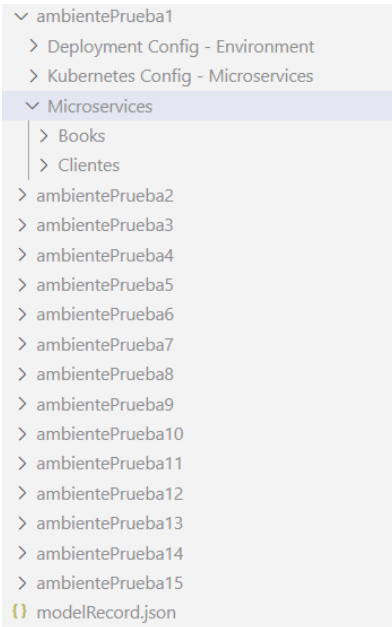 ambientePrueba1
Deployment Config - Environment
Kubernetes Config - Microservices
Microservices
Books
Clientes
ambientePrueba2
ambientePrueba3
ambientePrueba4
ambientePrueba5
ambientePrueba6
ambientePrueba7
ambientePrueba8
ambientePrueba9
ambientePrueba10
ambientePrueba11
ambientePrueba12
ambientePrueba13
ambientePrueba14
ambientePrueba15
{} modelRecord.json